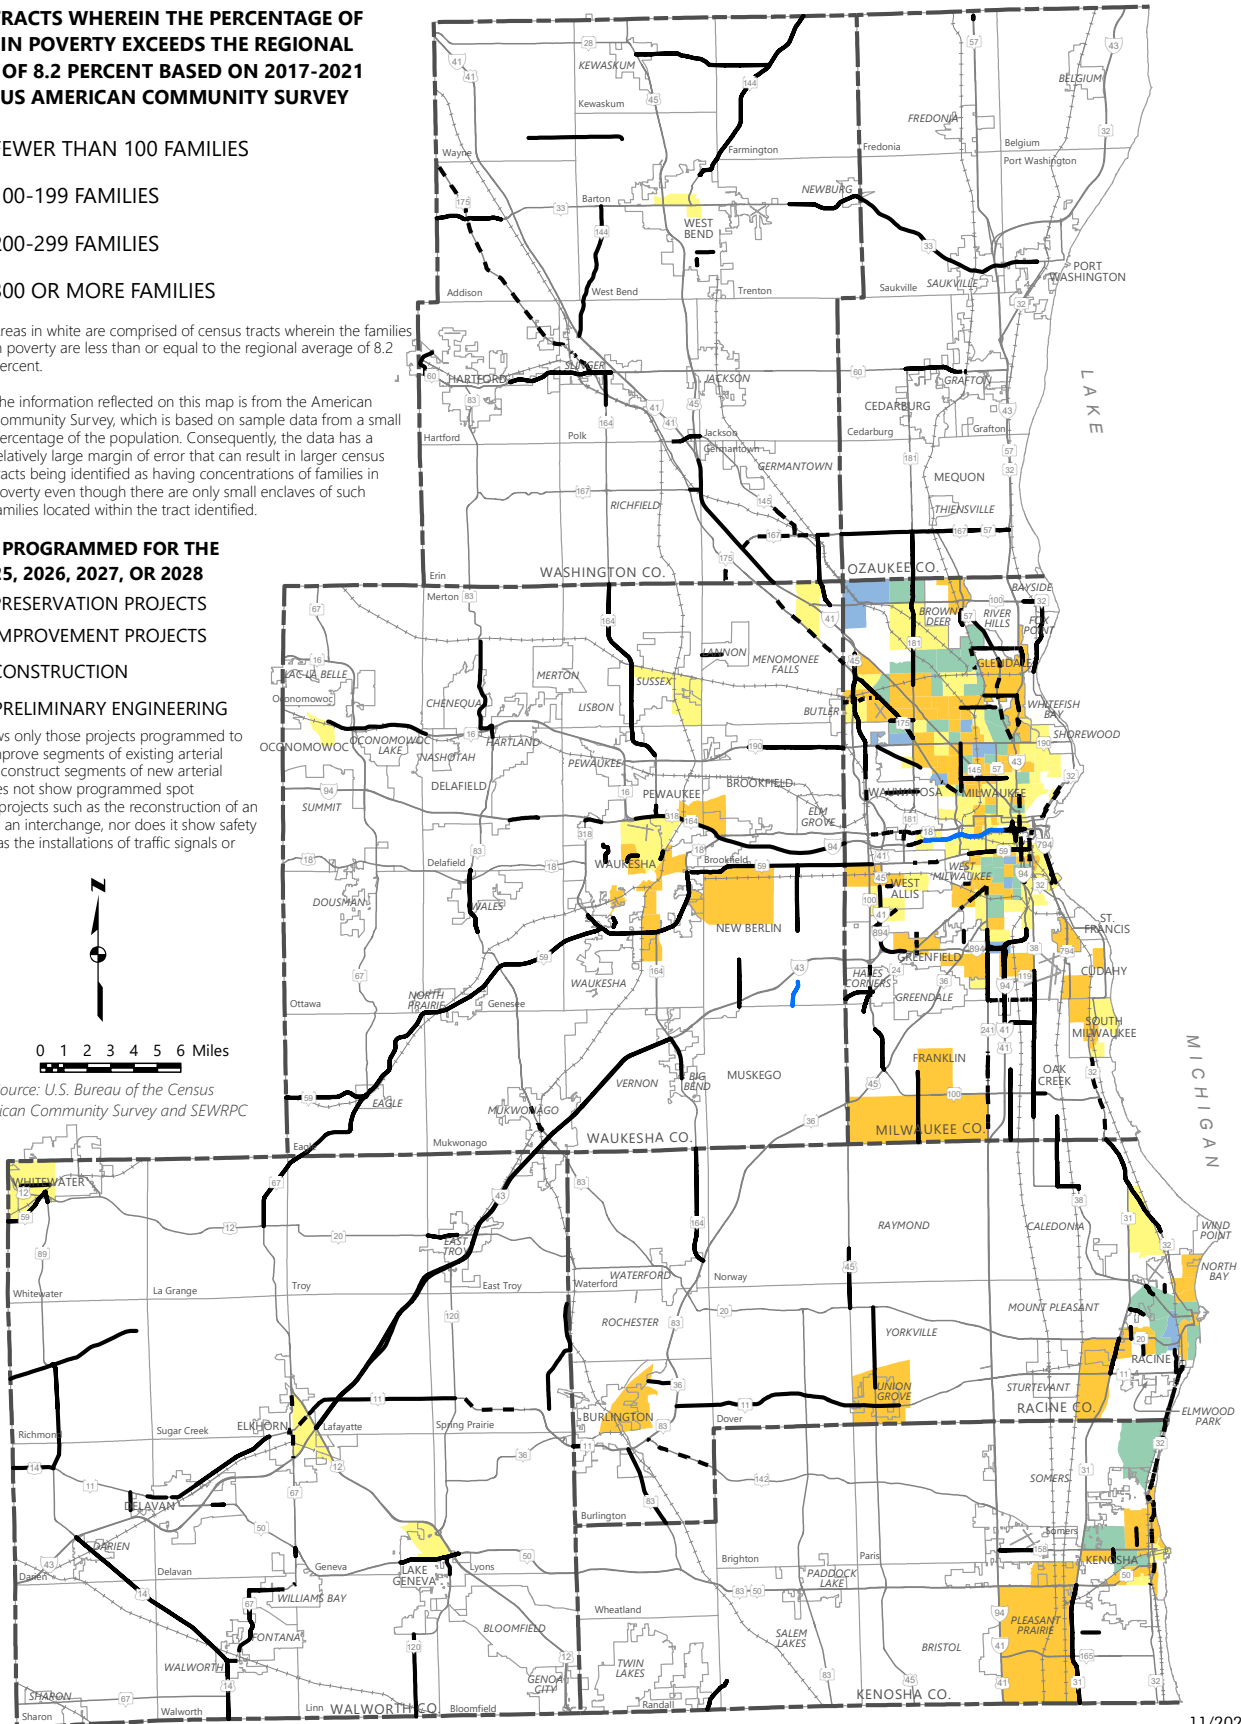 TRACTS WHEREIN THE PERCENTAGE OF
IN POVERTY EXCEEDS THE REGIONAL
OF 8.2 PERCENT BASED ON 2017-2021
US AMERICAN COMMUNITY SURVEY
FEWER THAN 100 FAMILIES
00-199 FAMILIES
200-299 FAMILIES
300 OR MORE FAMILIES
reas in white are comprised of census tracts wherein the families
n poverty are less than or equal to the regional average of 8.2
ercent.
he information reflected on this map is from the American
ommunity Survey, which is based on sample data from a small
ercentage of the population. Consequently, the data has a
elatively large margin of error that can result in larger census
acts being identified as having concentrations of families in
overty even though there are only small enclaves of such
amilies located within the tract identified.
PROGRAMMED FOR THE
25, 2026, 2027, OR 2028
PRESERVATION PROJECTS
IMPROVEMENT PROJECTS
CONSTRUCTION
PRELIMINARY ENGINEERING
ws only those projects programmed to
mprove segments of existing arterial
construct segments of new arterial
es not show programmed spot
projects such as the reconstruction of an
an interchange, nor does it show safety
as the installations of traffic signals or
N
0 1 2 3 4 5 6 Miles
ource: U.S. Bureau of the Census
ican Community Survey and SEWRPC
KEWASKUM
Kewaskum
Wayne
Farmington
Fredonia
FREDONIA
BELGIUM
Belgium
Port Washington
Barton
NEWBURG
WEST
BEND
Addison
West Bend
Trenton
Saukville
SAUKVILLE
PORT
WASHINGTON
HARTFORD
SLINGER
JACKSON
Hartford
Polk
Jackson
Germantown
GERMANTOWN
RICHFIELD
Erin
WASHINGTON CO.
GRAFTON
CEDARBURG
Cedarburg
Grafton
MEQUON
THIENSVILLE
OZAUKEE CO.
LAKE
MICHIGAN
Merton
LAC LA BELLE
Oconomowoc
OCONOMOWOC
OCONOMOWOC
LAKE
CHENEQUA
MERTON
LISBON
SUSSEX
LANNON
MENOMONEE
FALLS
BUTLER
NASHOTAH
HARTLAND
PEWAUKEE
DELAFIELD
SUMMIT
PEWAUKEE
BROOKFIELD
ELM
GROVE
Delafield
WAUKESHA
Brookfield
DOUSMAN
WALES
NEW BERLIN
WAUKESHA
Ottawa
NORTH
PRAIRIE
Genesee
VERNON
BIG
BEND
MUSKEGO
EAGLE
Eagle
MUKWONAGO
Mukwonago
WAUKESHA CO.
BAYSIDE
BROWN
DEER
RIVER
HILLS
FOX
POINT
GLENDALE
WHITEFISH
BAY
SHOREWOOD
WAUWATOSA
MILWAUKEE
WEST
MILWAUKEE
WEST
ALLIS
ST.
FRANCIS
GREENFIELD
CUDAHY
HALES
CORNERS
GREENDALE
SOUTH
MILWAUKEE
FRANKLIN
OAK
CREEK
MILWAUKEE CO.
WHITEWATER
Whitewater
La Grange
Troy
EAST
TROY
East Troy
Richmond
Sugar Creek
ELKHORN
Lafayette
Spring Prairie
DELAVAN
DARIEN
Darien
Delavan
Geneva
LAKE
GENEVA
Lyons
WILLIAMS BAY
FONTANA
WALWORTH
BLOOMFIELD
GENOA
CITY
SHARON
Sharon
Walworth
Linn
WALWORTH CO.
Bloomfield
WATERFORD
Waterford
Norway
RAYMOND
CALEDONIA
WIND
POINT
NORTH
BAY
ROCHESTER
YORKVILLE
MOUNT PLEASANT
RACINE
UNION
GROVE
STURTEVANT
RACINE CO.
ELMWOOD
PARK
BURLINGTON
Dover
Burlington
SOMERS
Somers
Brighton
Paris
KENOSHA
PADDOCK
LAKE
Wheatland
SALEM
LAKES
BRISTOL
PLEASANT
PRAIRIE
TWIN
LAKES
Randall
KENOSHA CO.
11/202